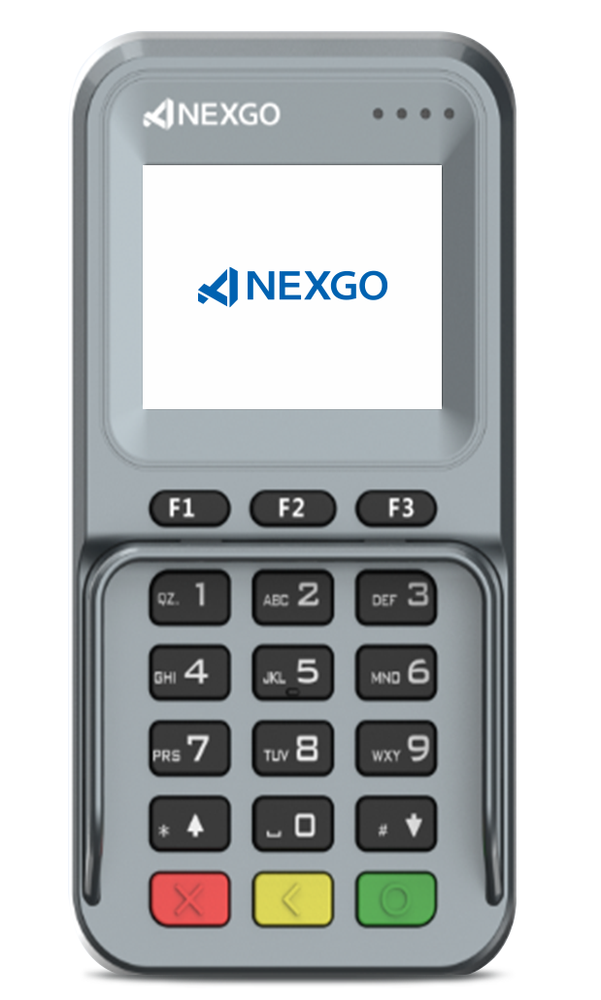 NEXGO
NEXGO
F1 F2 F3
QZ. 1 ABC 2 DEF 3
GHI 4 JKL 5 MNO 6
PRS 7 TUV 8 WXY 9
* ⬆ ⎵ 0 # ⬇
X < O